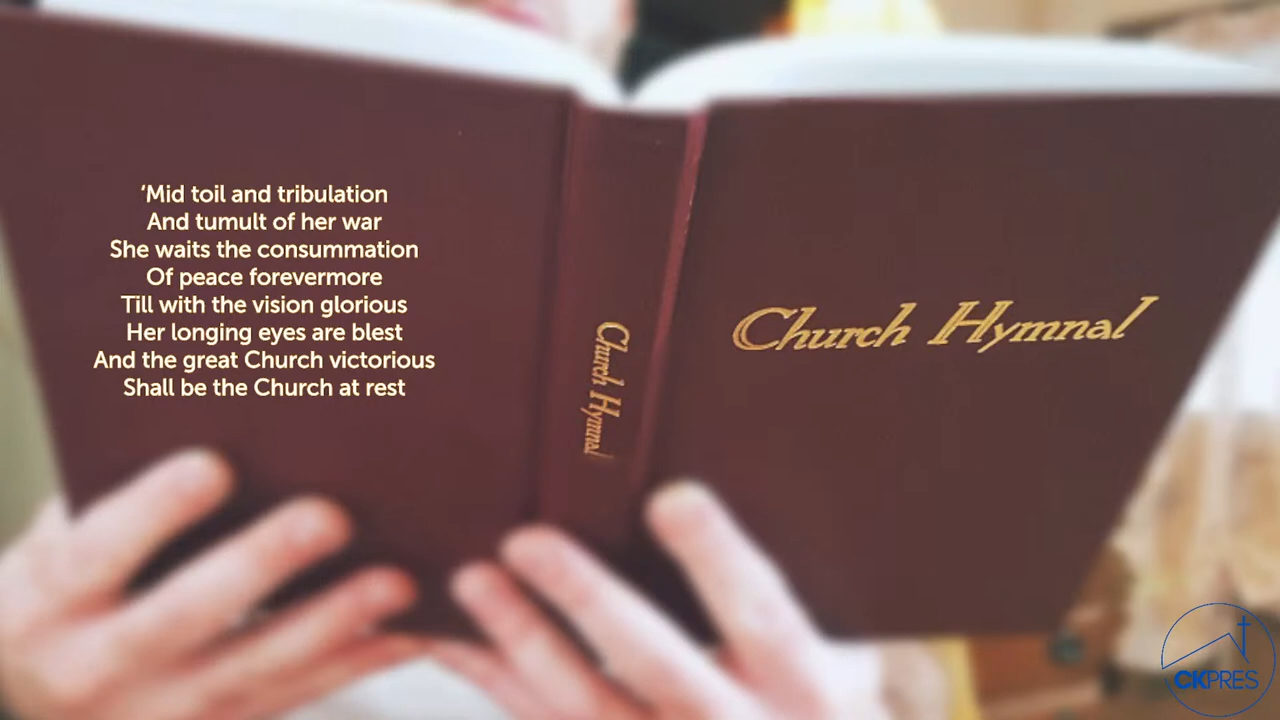 ‘Mid toil and tribulation
And tumult of her war
She waits the consummation
Of peace forevermore
Till with the vision glorious
Her longing eyes are blest
And the great Church victorious
Shall be the Church at rest
Church Hymnal
Church Hymnal
CKPRES